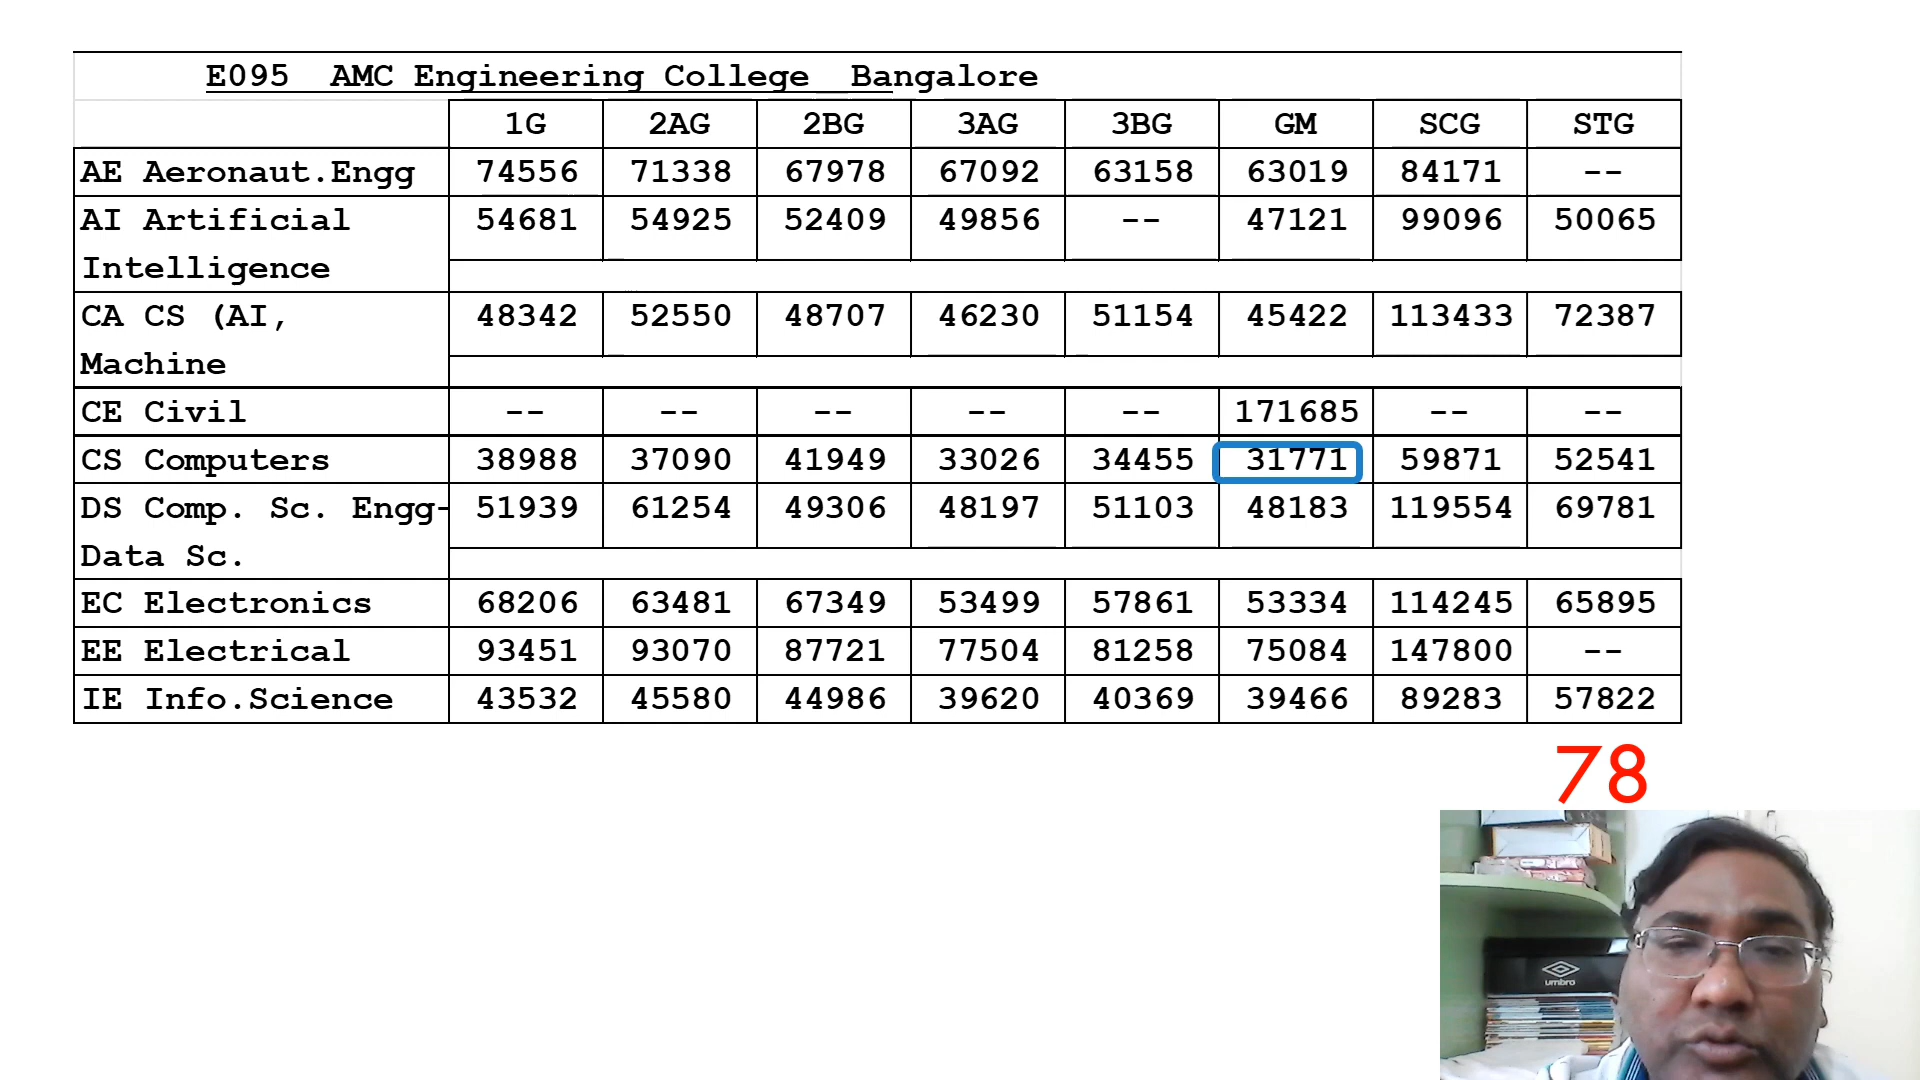 E095 AMC Engineering College Bangalore
1G 2AG 2BG 3AG 3BG GM SCG STG
AE Aeronaut.Engg 74556 71338 67978 67092 63158 63019 84171 --
AI Artificial 54681 54925 52409 49856 -- 47121 99096 50065
Intelligence
CA CS (AI, 48342 52550 48707 46230 51154 45422 113433 72387
Machine
CE Civil -- -- -- -- -- 171685 -- --
CS Computers 38988 37090 41949 33026 34455 31771 59871 52541
DS Comp. Sc. Engg- 51939 61254 49306 48197 51103 48183 119554 69781
Data Sc.
EC Electronics 68206 63481 67349 53499 57861 53334 114245 65895
EE Electrical 93451 93070 87721 77504 81258 75084 147800 --
IE Info.Science 43532 45580 44986 39620 40369 39466 89283 57822
78
umbro